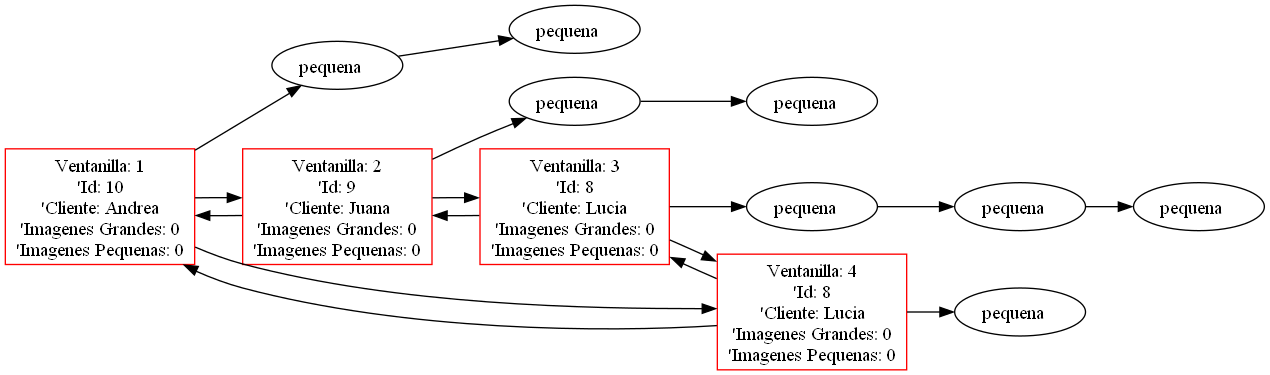 pequena
pequena
pequena
pequena
Ventanilla: 1
'Id: 10
'Cliente: Andrea
'Imagenes Grandes: 0
'Imagenes Pequenas: 0
Ventanilla: 2
'Id: 9
'Cliente: Juana
'Imagenes Grandes: 0
'Imagenes Pequenas: 0
Ventanilla: 3
'Id: 8
'Cliente: Lucia
'Imagenes Grandes: 0
'Imagenes Pequenas: 0
pequena
pequena
pequena
Ventanilla: 4
'Id: 8
'Cliente: Lucia
'Imagenes Grandes: 0
'Imagenes Pequenas: 0
pequena